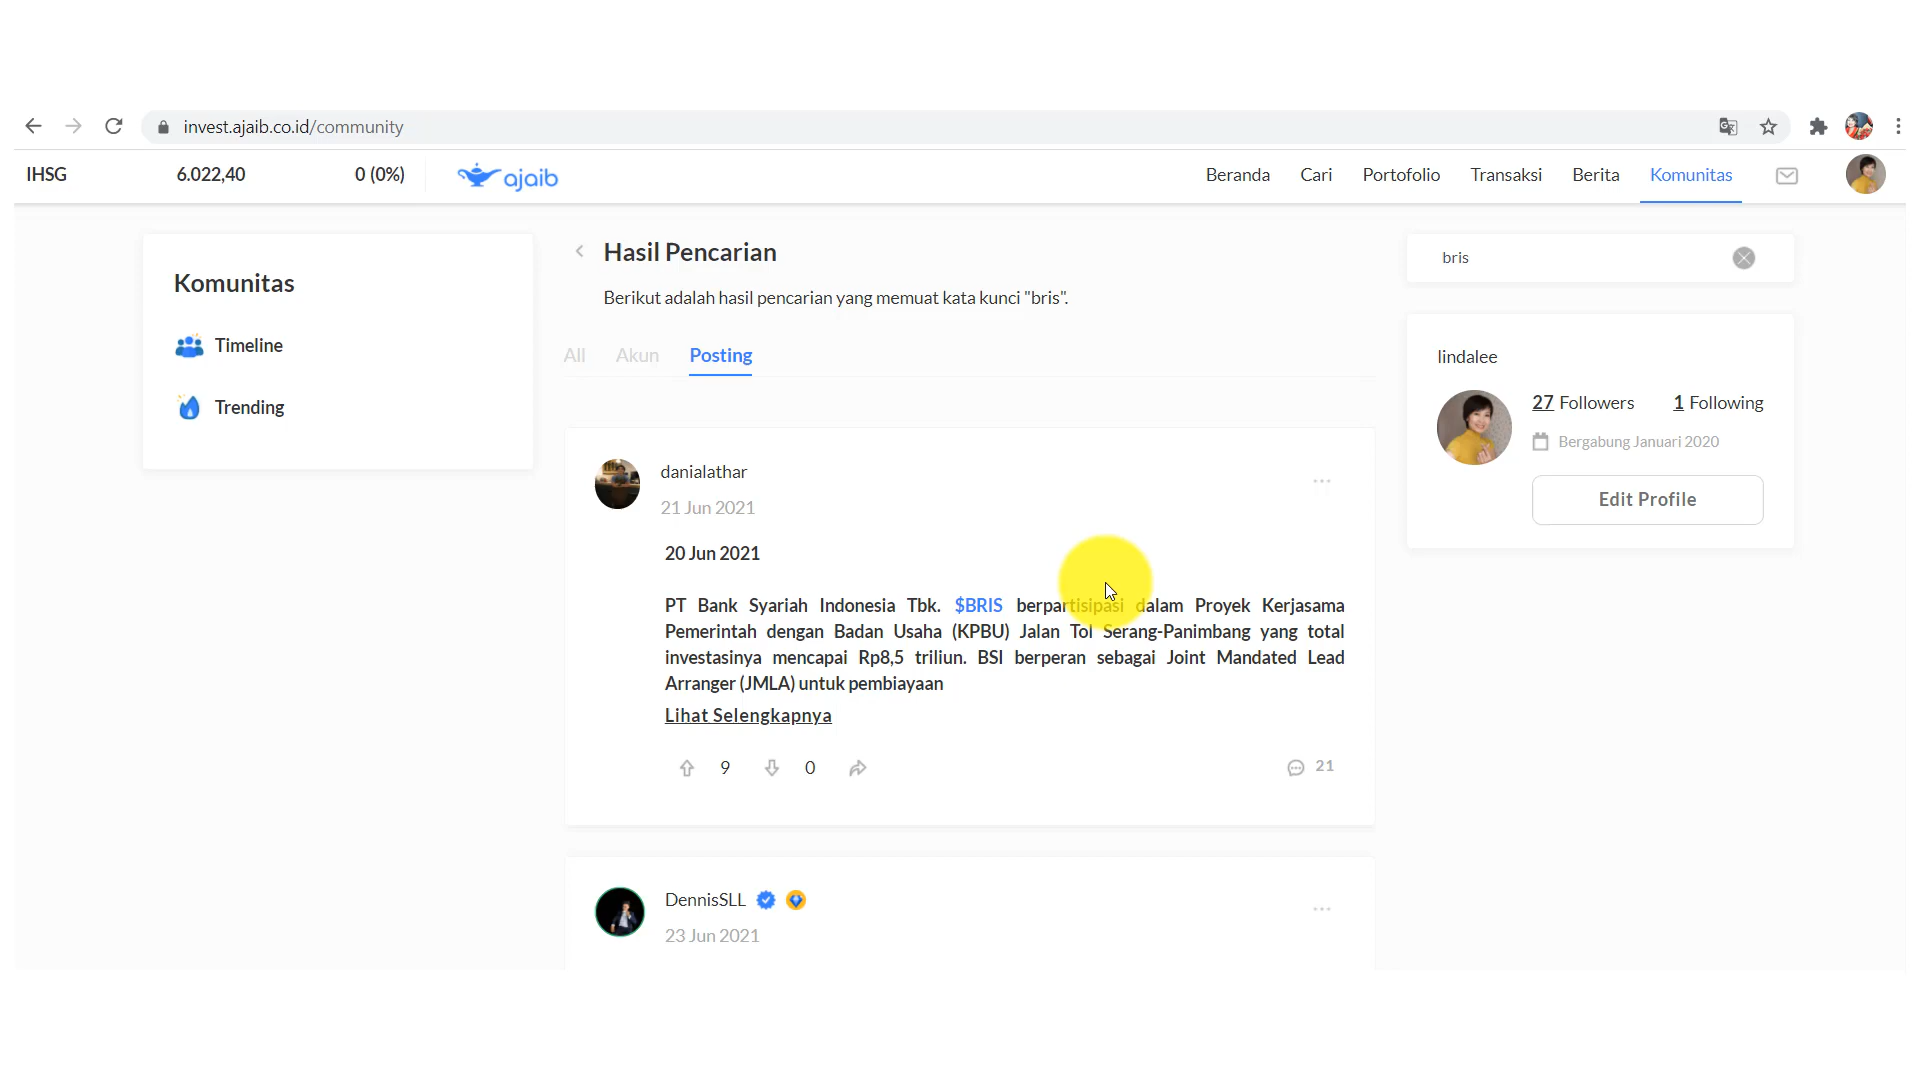 invest.ajaib.co.id/community
IHSG 6.022,40 0 (0%)
ajaib
Beranda Cari Portofolio Transaksi Berita Komunitas
Komunitas
Timeline
Trending
Hasil Pencarian
Berikut adalah hasil pencarian yang memuat kata kunci "bris".
All Akun Posting
danialathar
21 Jun 2021
20 Jun 2021
PT Bank Syariah Indonesia Tbk. $BRIS berpartisipasi dalam Proyek Kerjasama
Pemerintah dengan Badan Usaha (KPBU) Jalan Tol Serang-Panimbang yang total
investasinya mencapai Rp8,5 triliun. BSI berperan sebagai Joint Mandated Lead
Arranger (JMLA) untuk pembiayaan
Lihat Selengkapnya
9 0 21
DennisSLL
23 Jun 2021
bris
lindalee
27 Followers 1 Following
Bergabung Januari 2020
Edit Profile